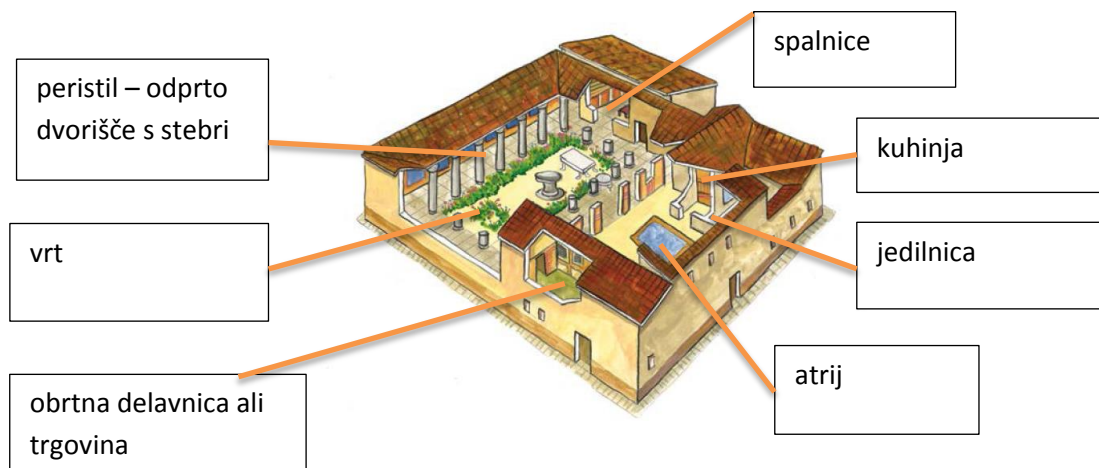 spalnice
peristil – odprto
dvorišče s stebri
kuhinja
vrt
jedilnica
atrij
obrtna delavnica ali
trgovina